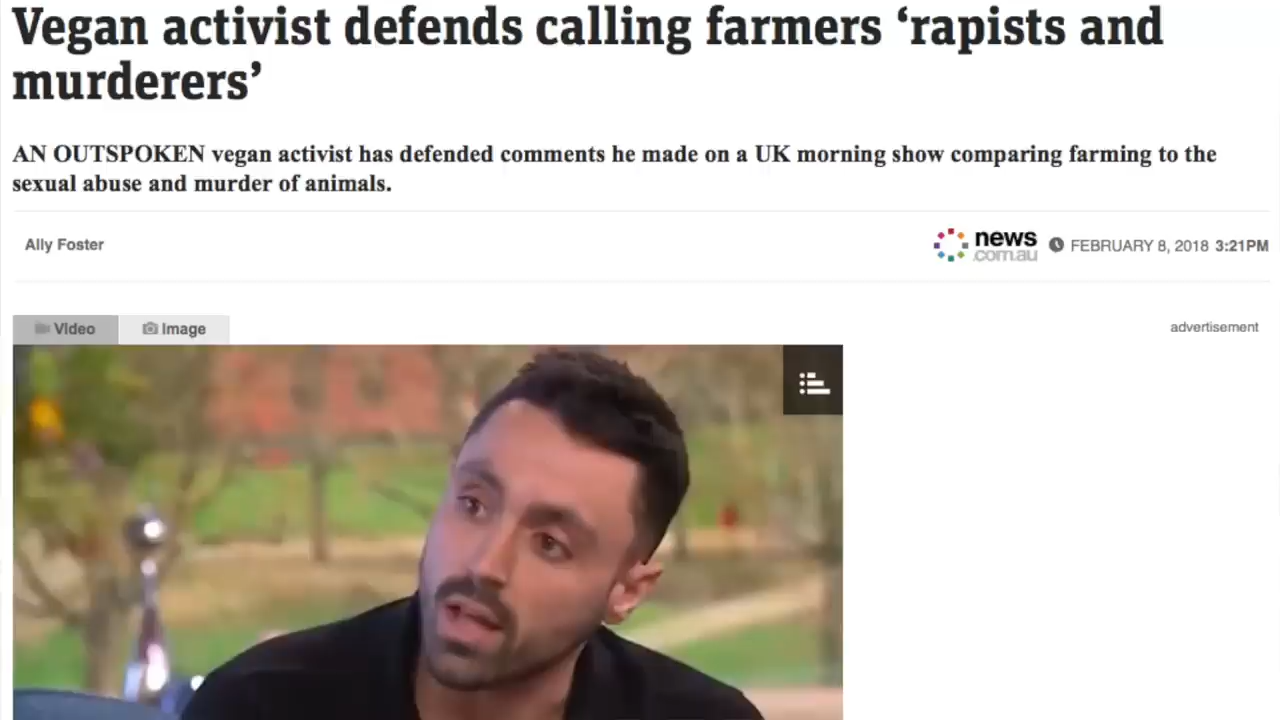 Vegan activist defends calling farmers ‘rapists and
murderers’
AN OUTSPOKEN vegan activist has defended comments he made on a UK morning show comparing farming to the
sexual abuse and murder of animals.
Ally Foster
news
.com.au
FEBRUARY 8, 2018 3:21PM
Video
Image
advertisement